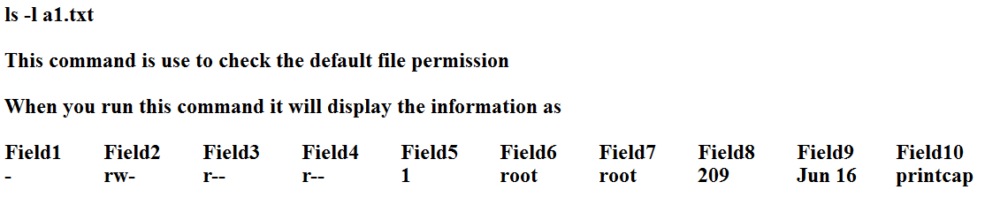 ls -l a1.txt
This command is use to check the default file permission
When you run this command it will display the information as
Field1 Field2 Field3 Field4 Field5 Field6 Field7 Field8 Field9 Field10
- rw- r-- r-- 1 root root 209 Jun 16 printcap